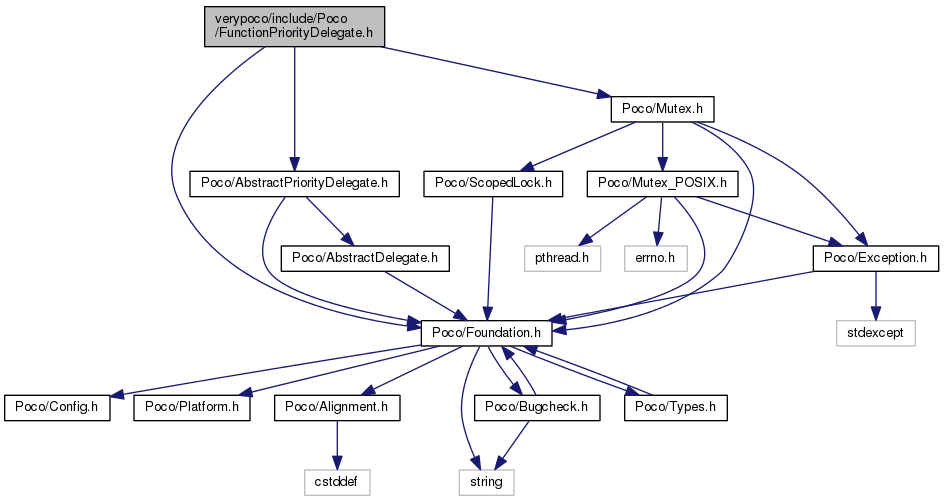 verypoco/include/Poco
/FunctionPriorityDelegate.h
Poco/Mutex.h
Poco/AbstractPriorityDelegate.h
Poco/ScopedLock.h
Poco/Mutex_POSIX.h
Poco/AbstractDelegate.h
pthread.h
errno.h
Poco/Exception.h
Poco/Foundation.h
stdexcept
Poco/Config.h
Poco/Platform.h
Poco/Alignment.h
Poco/Bugcheck.h
Poco/Types.h
cstddef
string